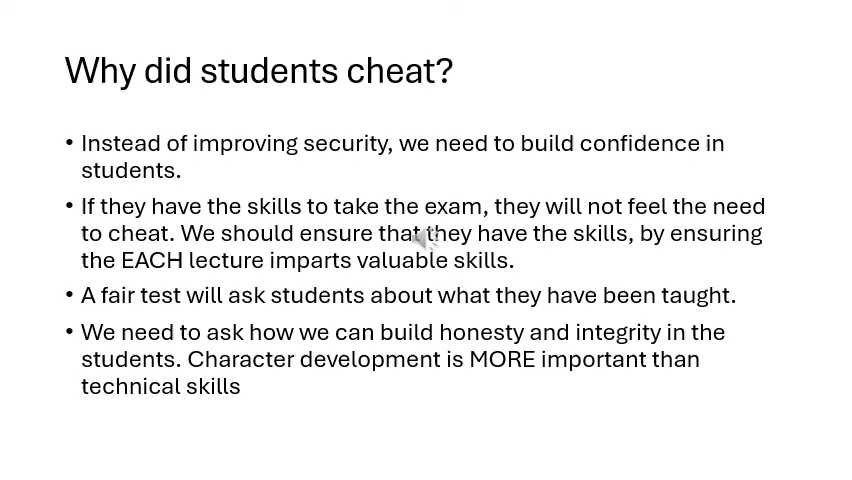 Why did students cheat?
• Instead of improving security, we need to build confidence in
students.
• If they have the skills to take the exam, they will not feel the need
to cheat. We should ensure that they have the skills, by ensuring
the EACH lecture imparts valuable skills.
• A fair test will ask students about what they have been taught.
• We need to ask how we can build honesty and integrity in the
students. Character development is MORE important than
technical skills